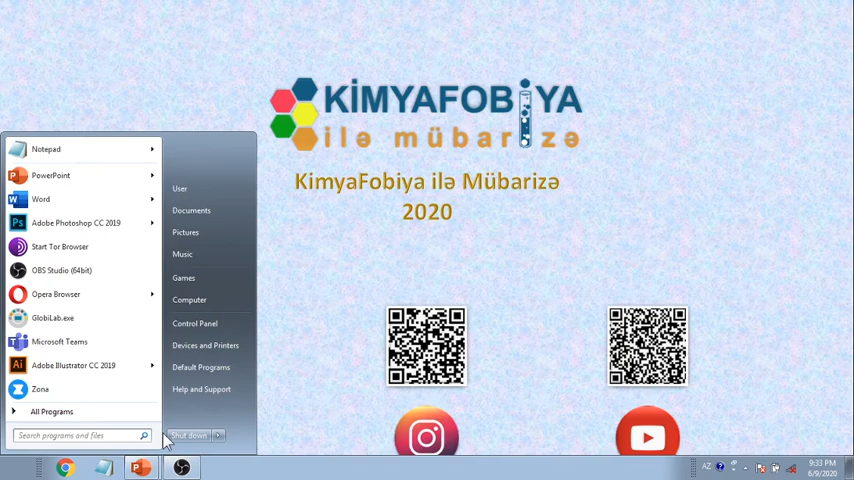 KİMYAFOBİYA
ilə mübarizə
KimyaFobiya ilə Mübarizə
2020
Notepad
PowerPoint
Word
Adobe Photoshop CC 2019
Start Tor Browser
OBS Studio (64bit)
Opera Browser
GlobiLab.exe
Microsoft Teams
Adobe Illustrator CC 2019
Zona
All Programs
Search programs and files
User
Documents
Pictures
Music
Games
Computer
Control Panel
Devices and Printers
Default Programs
Help and Support
Shut down
AZ
9:33 PM
6/9/2020